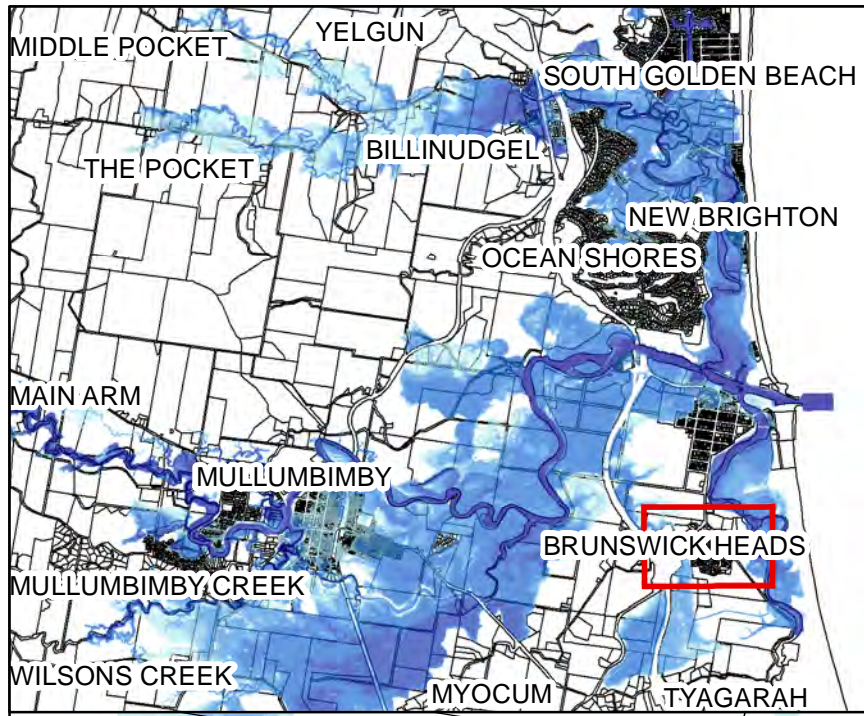 YELGUN
MIDDLE POCKET
SOUTH GOLDEN BEACH
BILLINUDGEL
THE POCKET
NEW BRIGHTON
OCEAN SHORES
MAIN ARM
MULLUMBIMBY
BRUNSWICK HEADS
MULLUMBIMBY CREEK
WILSONS CREEK
MYOCUM
TYAGARAH